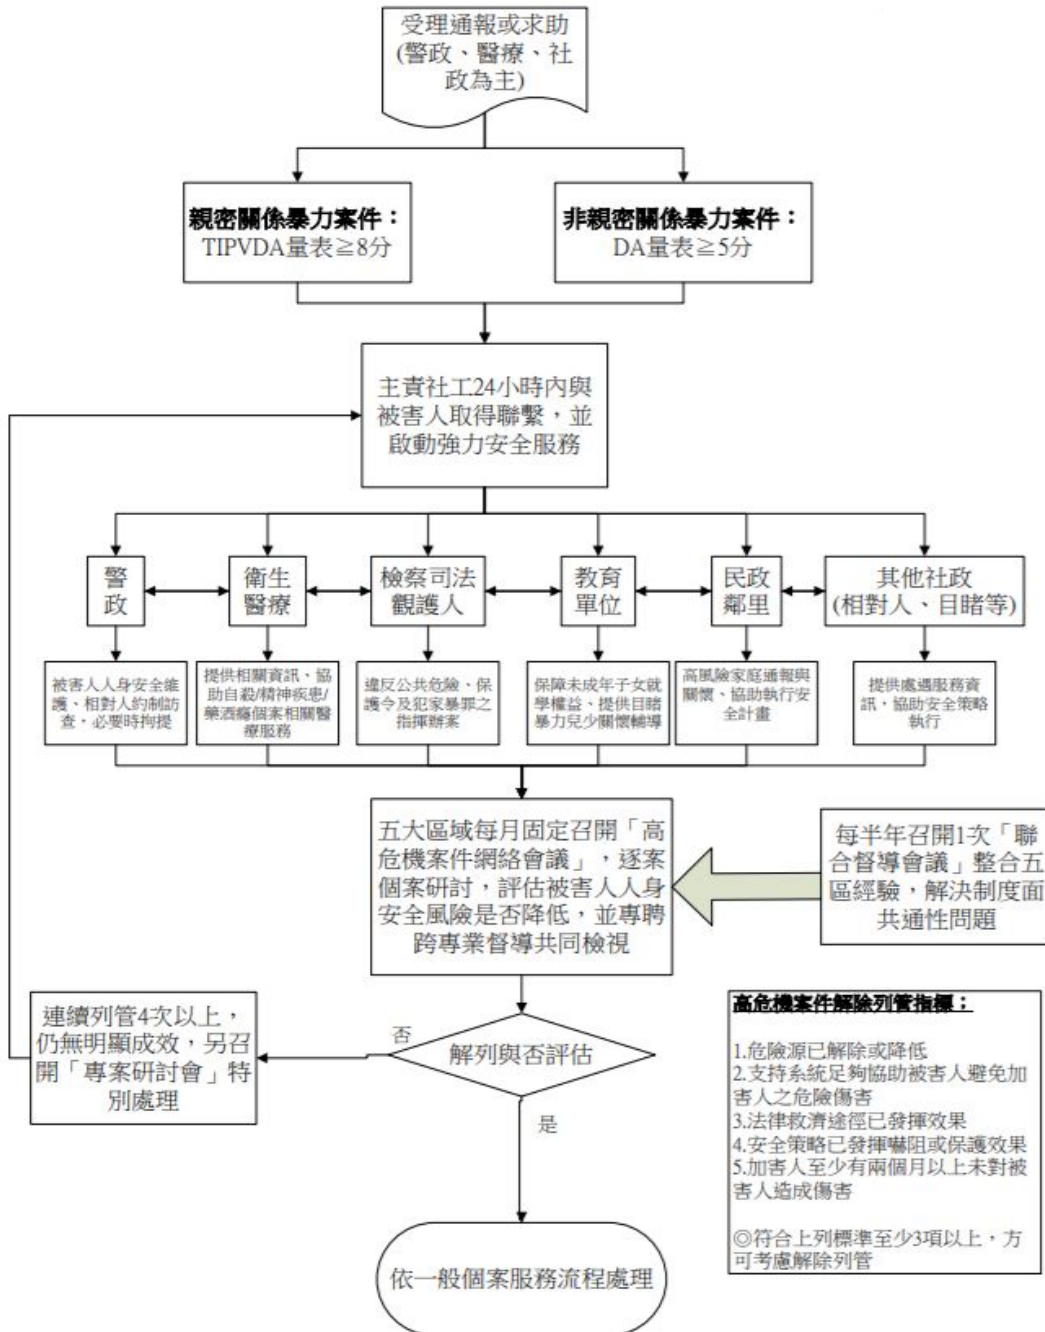 受理通報或求助
(警政、醫療、社
政為主)
親密關係暴力案件：
TIPVDA量表≧8分
非親密關係暴力案件：
DA量表≧5分
主責社工24小時內與
被害人取得聯繫，並
啟動強力安全服務
警
政
衛生
醫療
檢察司法
觀護人
教育
單位
民政
鄰里
其他社政
(相對人、目睹等)
被害人人身安全維
護、相對人約制訪
查，必要時拘提
提供相關資訊、協
助自殺/精神疾患/
藥酒癮個案相關醫
療服務
違反公共危險、保
護令及犯家暴罪之
指揮辦案
保障未成年子女就
學權益、提供目睹
暴力兒少關懷輔導
高風險家庭通報與
關懷、協助執行安
全計畫
提供處遇服務資
訊，協助安全策略
執行
五大區域每月固定召開「高
危機案件網絡會議」，逐案
個案研討，評估被害人人身
安全風險是否降低，並專聘
跨專業督導共同檢視
每半年召開1次「聯
合督導會議」整合五
區經驗，解決制度面
共通性問題
連續列管4次以上，
仍無明顯成效，另召
開「專案研討會」特
別處理
否
解列與否評估
是
依一般個案服務流程處理
高危機案件解除列管指標：
1.危險源已解除或降低
2.支持系統足夠協助被害人避免加
害人之危險傷害
3.法律救濟途徑已發揮效果
4.安全策略已發揮嚇阻或保護效果
5.加害人至少有兩個月以上未對被
害人造成傷害
◎符合上列標準至少3項以上，方
可考慮解除列管